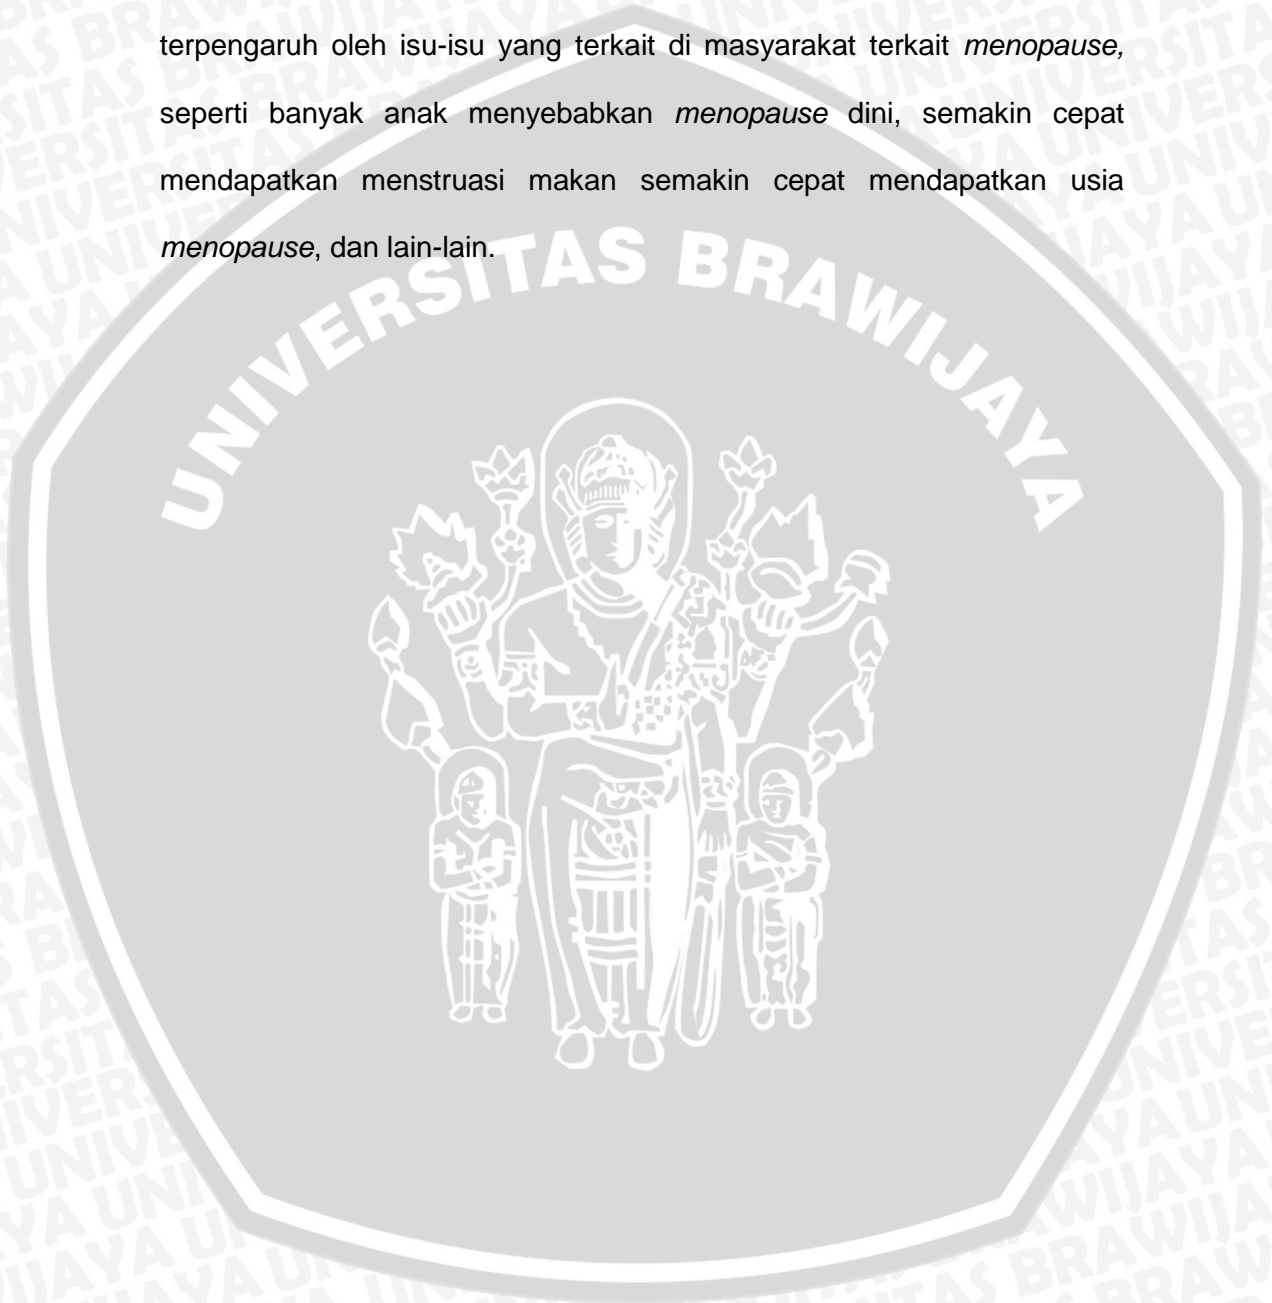 terpengaruh oleh isu-isu yang terkait di masyarakat terkait menopause,
seperti banyak anak menyebabkan menopause dini, semakin cepat
mendapatkan menstruasi makan semakin cepat mendapatkan usia
menopause, dan lain-lain.
UNIVERSITAS BRAWIJAYA